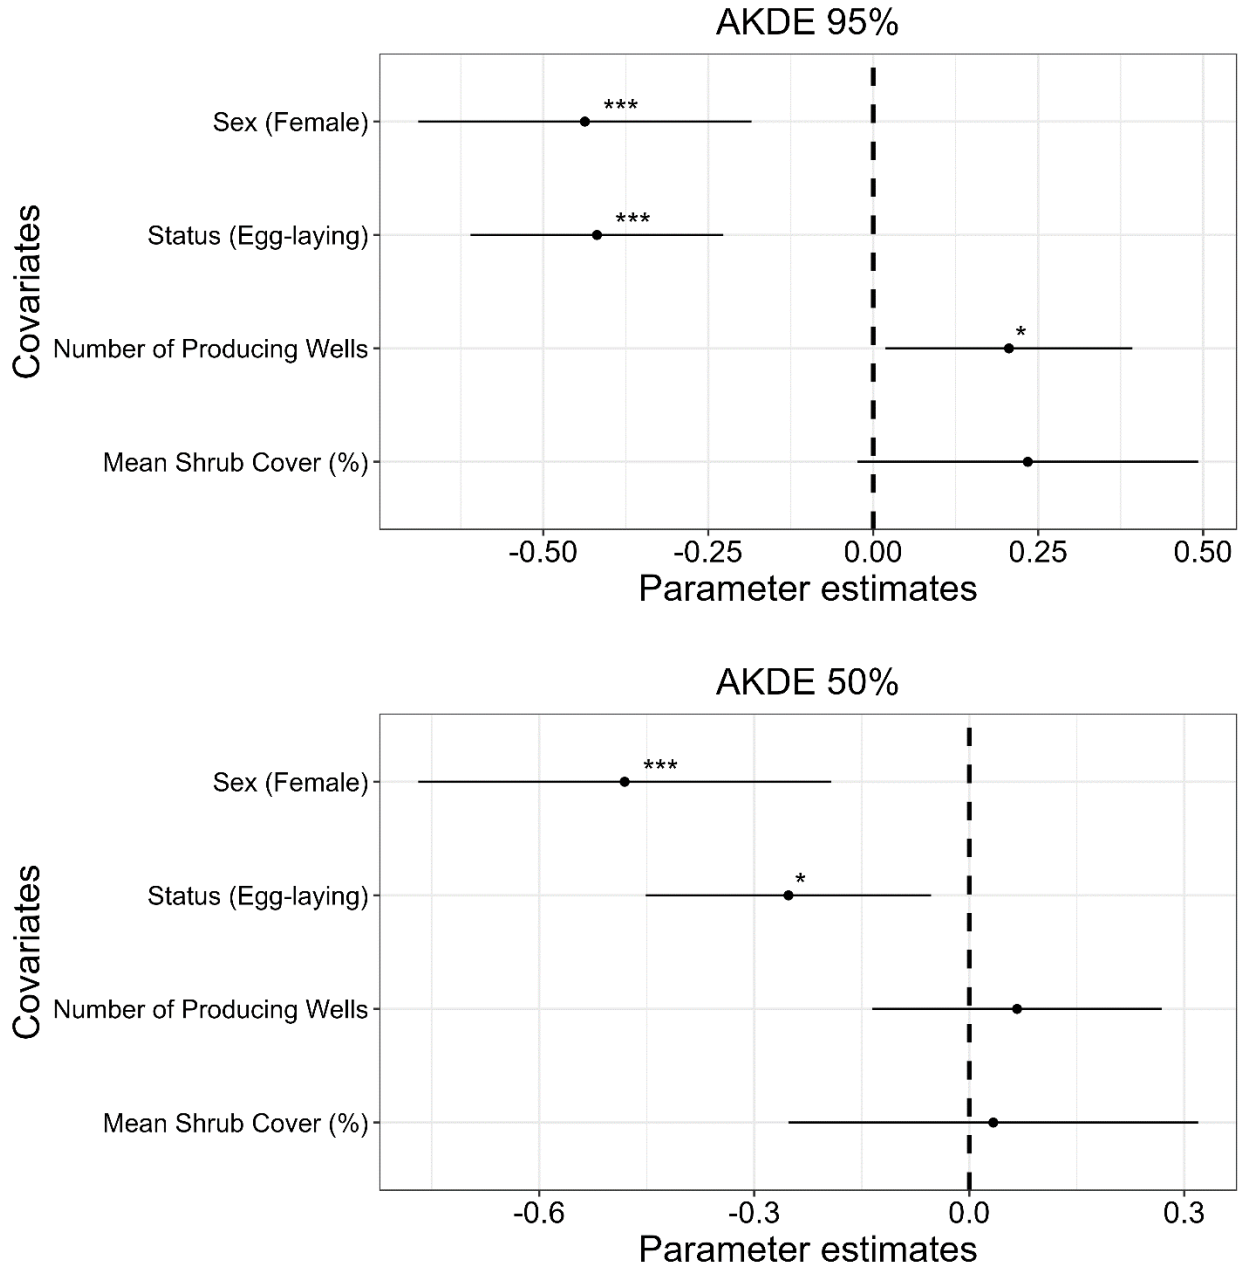 AKDE 95%
Covariates
Sex (Female)
***
Status (Egg-laying)
***
Number of Producing Wells
*
Mean Shrub Cover (%)
-0.50 -0.25 0.00 0.25 0.50
Parameter estimates
AKDE 50%
Covariates
Sex (Female)
***
Status (Egg-laying)
*
Number of Producing Wells
Mean Shrub Cover (%)
-0.6 -0.3 0.0 0.3
Parameter estimates